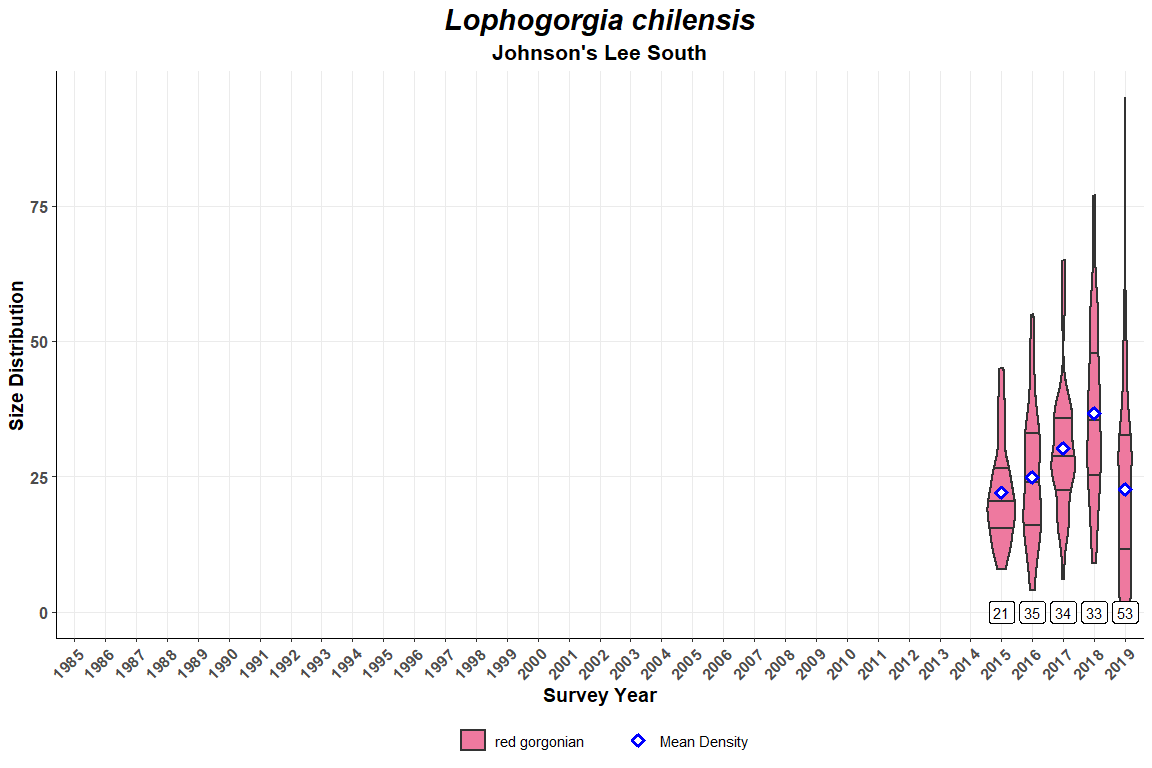 Lophogorgia chilensis
Johnson's Lee South
Size Distribution
75
50
25
0
21 35 34 33 53
1985 1986 1987 1988 1989 1990 1991 1992 1993 1994 1995 1996 1997 1998 1999 2000 2001 2002 2003 2004 2005 2006 2007 2008 2009 2010 2011 2012 2013 2014 2015 2016 2017 2018 2019
Survey Year
red gorgonian Mean Density